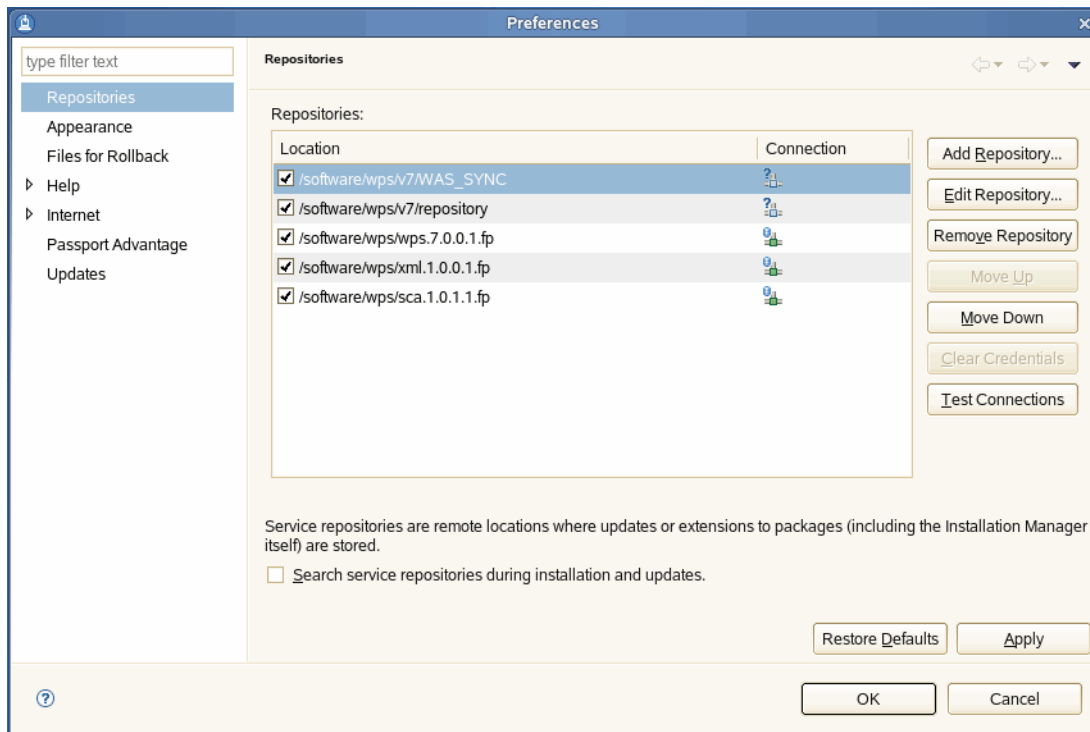 Preferences
type filter text
Repositories
Appearance
Files for Rollback
Help
Internet
Passport Advantage
Updates
Repositories
Repositories:
Location Connection
/software/wps/v7/WAS_SYNC
/software/wps/v7/repository
/software/wps/wps.7.0.0.1.fp
/software/wps/xml.1.0.0.1.fp
/software/wps/sca.1.0.1.1.fp
Add Repository...
Edit Repository...
Remove Repository
Move Up
Move Down
Clear Credentials
Test Connections
Service repositories are remote locations where updates or extensions to packages (including the Installation Manager
itself) are stored.
Search service repositories during installation and updates.
Restore Defaults Apply
OK Cancel